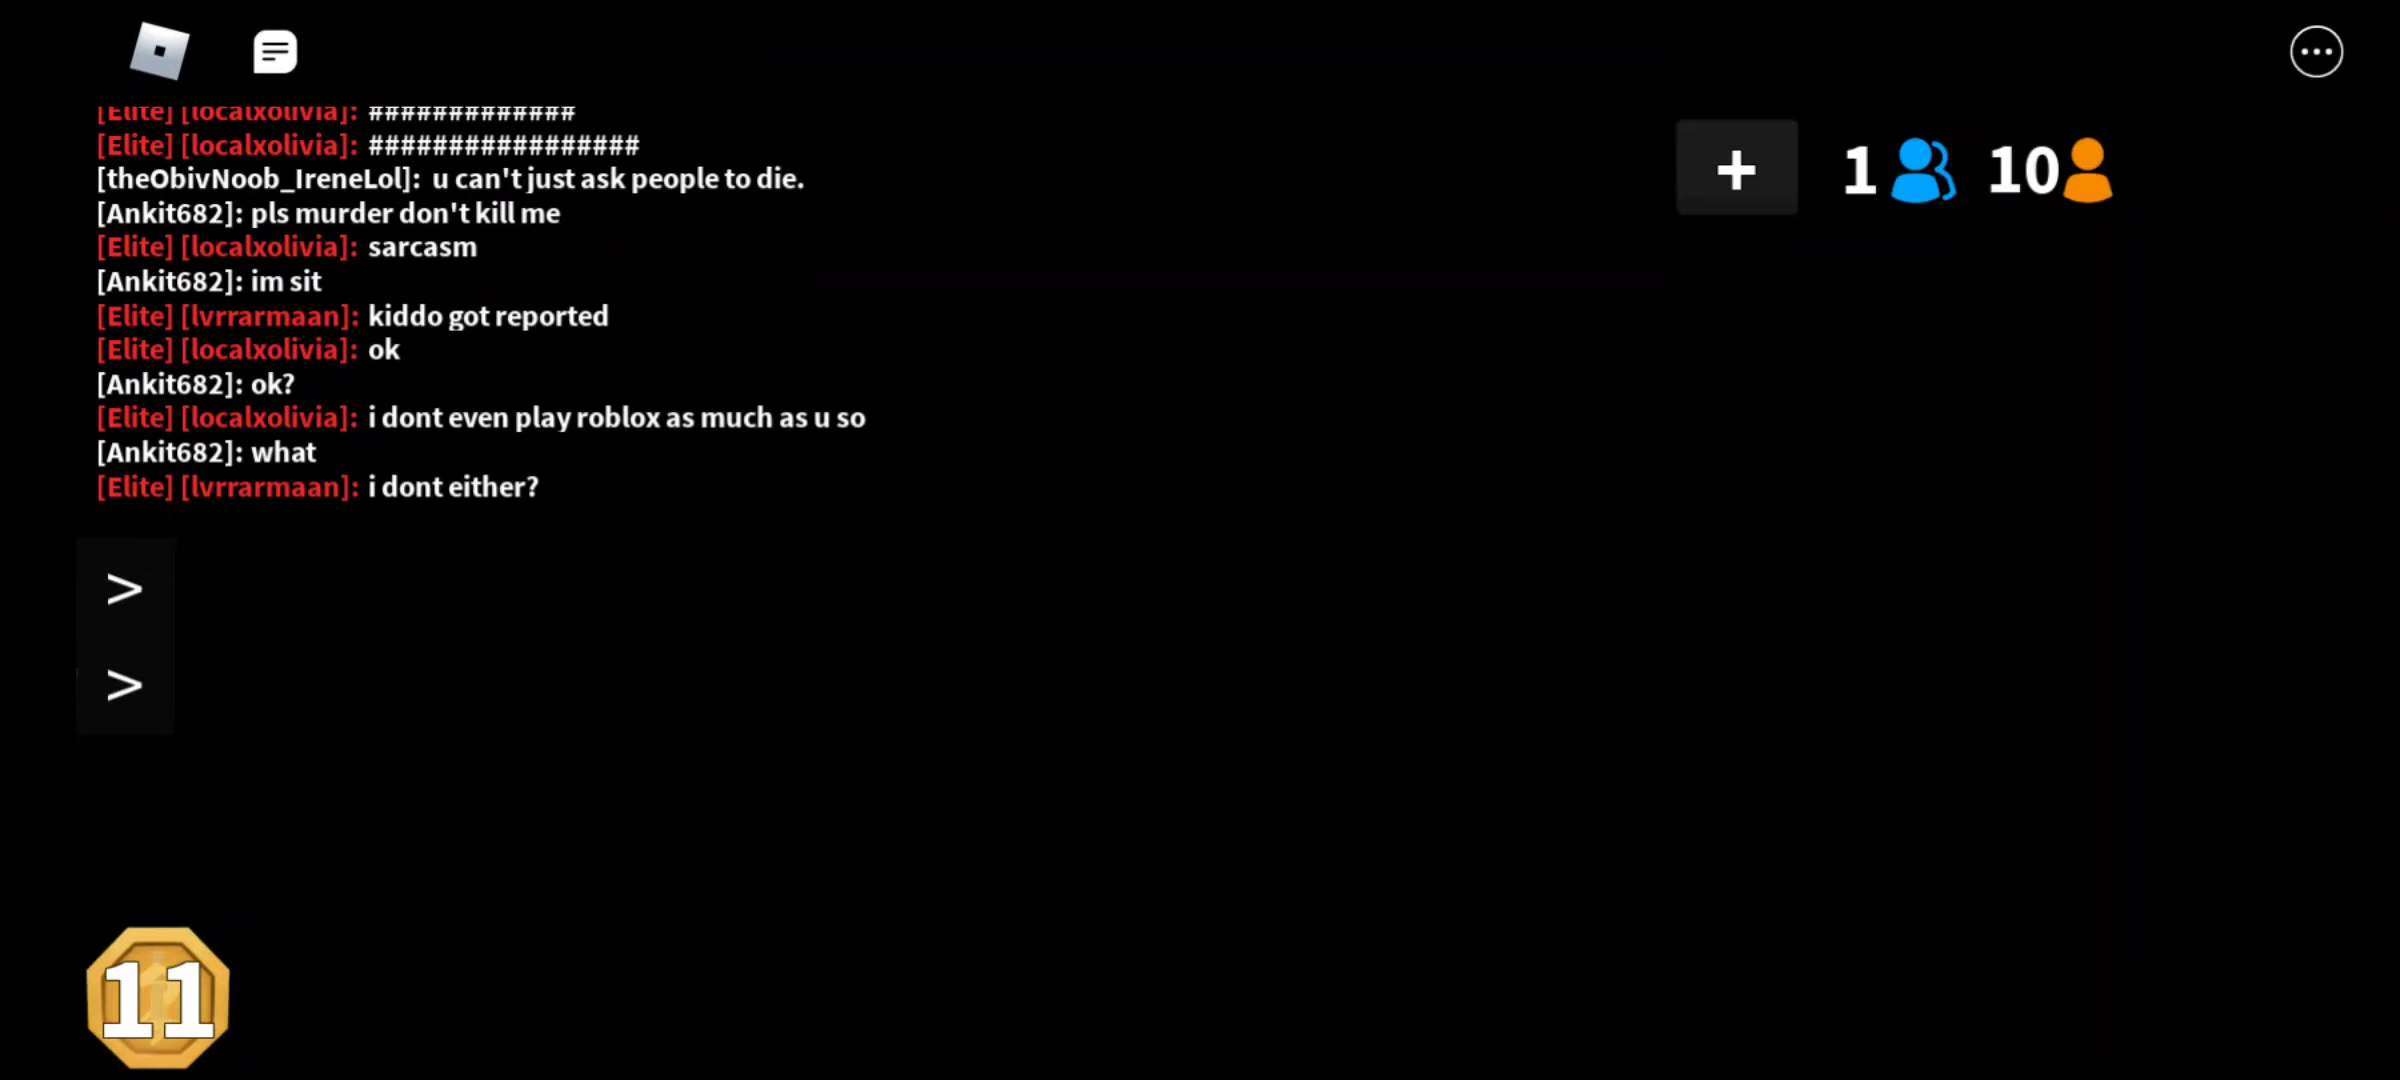 [Elite] [localxolivia]: #############
[Elite] [localxolivia]: #################
[theObivNoob_IreneLol]: u can't just ask people to die.
[Ankit682]: pls murder don't kill me
[Elite] [localxolivia]: sarcasm
[Ankit682]: im sit
[Elite] [lvrrarmaan]: kiddo got reported
[Elite] [localxolivia]: ok
[Ankit682]: ok?
[Elite] [localxolivia]: i dont even play roblox as much as u so
[Ankit682]: what
[Elite] [lvrrarmaan]: i dont either?
+ 1 10
>
>
11